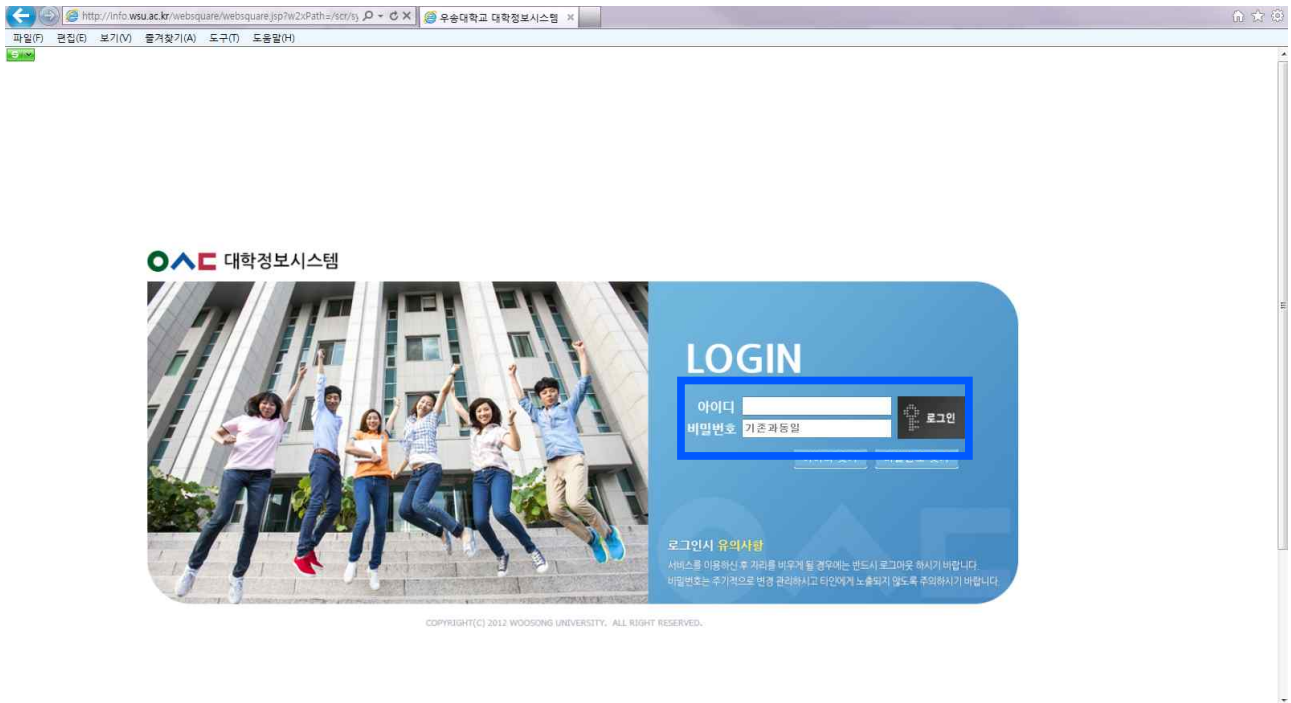 http://info.wsu.ac.kr/websquare/websquare.jsp?w2xPath=/scr/sy
우송대학교 대학정보시스템
파일(F) 편집(E) 보기(V) 즐겨찾기(A) 도구(T) 도움말(H)
대학정보시스템
LOGIN
아이디
로그인
비밀번호 기존과동일
로그인시 유의사항
서비스를 이용하신 후 자리를 비우게 될 경우에는 반드시 로그아웃 하시기 바랍니다
비밀번호는 주기적으로 변경 관리하시고 타인에게 노출되지 않도록 주의하시기 바랍니다
COPYRIGHT(C) 2012 WOOSONG UNIVERSITY. ALL RIGHT RESERVED.